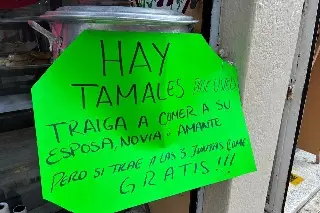 HAY
TAMALES
TRAIGA A COMER A SU
ESPOSA, NOVIA O AMANTE
PERO SI TRAE A LAS 3 JUNTAS COME
GRATIS!!!